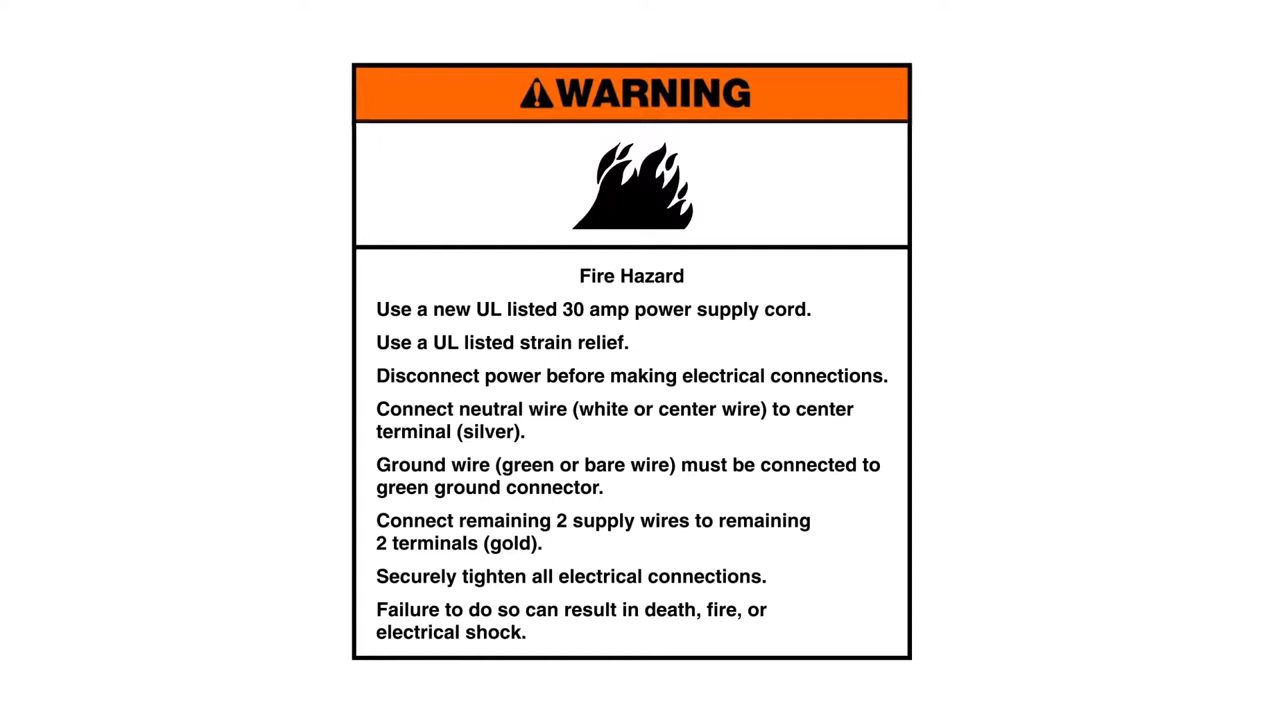 WARNING
Fire Hazard
Use a new UL listed 30 amp power supply cord.
Use a UL listed strain relief.
Disconnect power before making electrical connections.
Connect neutral wire (white or center wire) to center
terminal (silver).
Ground wire (green or bare wire) must be connected to
green ground connector.
Connect remaining 2 supply wires to remaining
2 terminals (gold).
Securely tighten all electrical connections.
Failure to do so can result in death, fire, or
electrical shock.